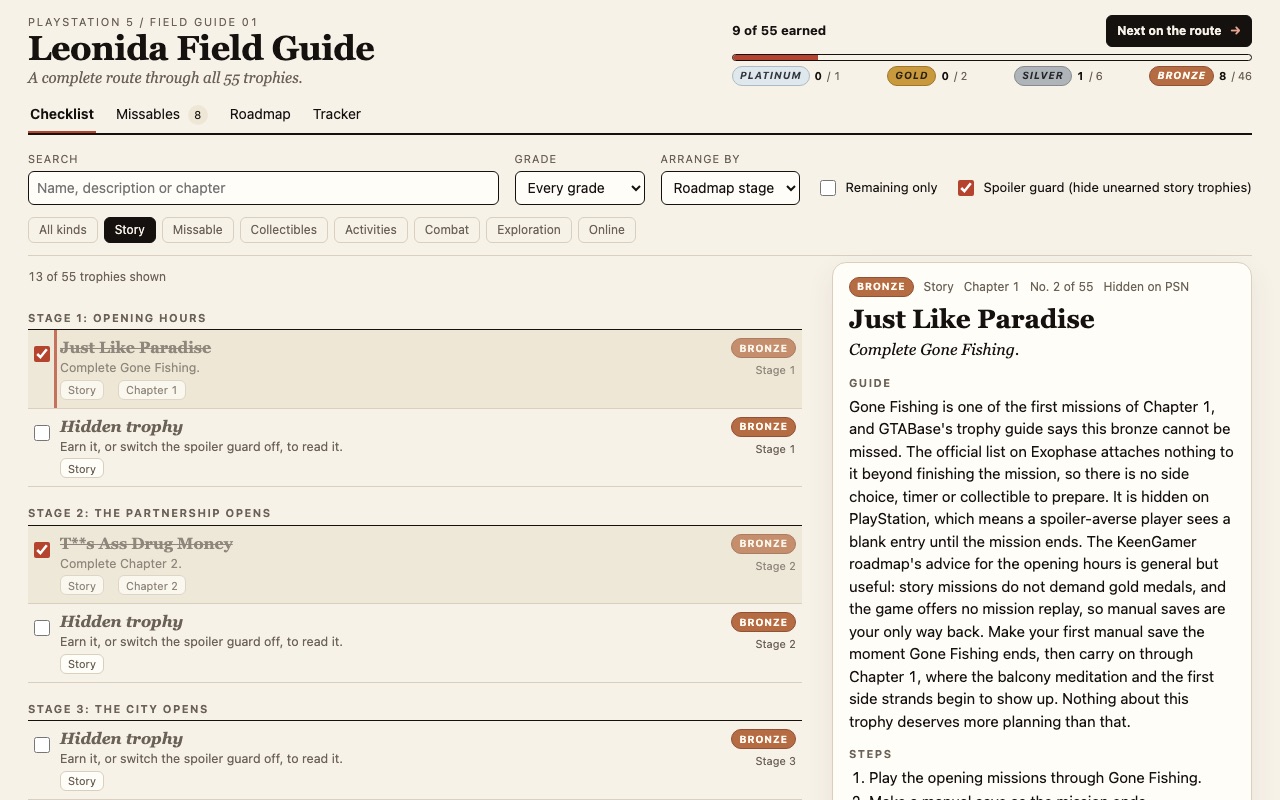 PLAYSTATION 5 / FIELD GUIDE 01
Leonida Field Guide
A complete route through all 55 trophies.
9 of 55 earned
Next on the route →
PLATINUM 0 / 1
GOLD 0 / 2
SILVER 1 / 6
BRONZE 8 / 46
Checklist
Missables 8
Roadmap
Tracker
SEARCH
Name, description or chapter
GRADE
Every grade
ARRANGE BY
Roadmap stage
Remaining only
Spoiler guard (hide unearned story trophies)
All kinds
Story
Missable
Collectibles
Activities
Combat
Exploration
Online
13 of 55 trophies shown
STAGE 1: OPENING HOURS
Just Like Paradise
BRONZE
Complete Gone Fishing.
Stage 1
Story
Chapter 1
Hidden trophy
BRONZE
Earn it, or switch the spoiler guard off, to read it.
Stage 1
Story
STAGE 2: THE PARTNERSHIP OPENS
T**s Ass Drug Money
BRONZE
Complete Chapter 2.
Stage 2
Story
Chapter 2
Hidden trophy
BRONZE
Earn it, or switch the spoiler guard off, to read it.
Stage 2
Story
STAGE 3: THE CITY OPENS
Hidden trophy
BRONZE
Earn it, or switch the spoiler guard off, to read it.
Stage 3
Story
BRONZE Story Chapter 1 No. 2 of 55 Hidden on PSN
Just Like Paradise
Complete Gone Fishing.
GUIDE
Gone Fishing is one of the first missions of Chapter 1,
and GTABase's trophy guide says this bronze cannot be
missed. The official list on Exophase attaches nothing to
it beyond finishing the mission, so there is no side
choice, timer or collectible to prepare. It is hidden on
PlayStation, which means a spoiler-averse player sees a
blank entry until the mission ends. The KeenGamer
roadmap's advice for the opening hours is general but
useful: story missions do not demand gold medals, and
the game offers no mission replay, so manual saves are
your only way back. Make your first manual save the
moment Gone Fishing ends, then carry on through
Chapter 1, where the balcony meditation and the first
side strands begin to show up. Nothing about this
trophy deserves more planning than that.
STEPS
1. Play the opening missions through Gone Fishing.
2. Make a manual save as the mission ends.